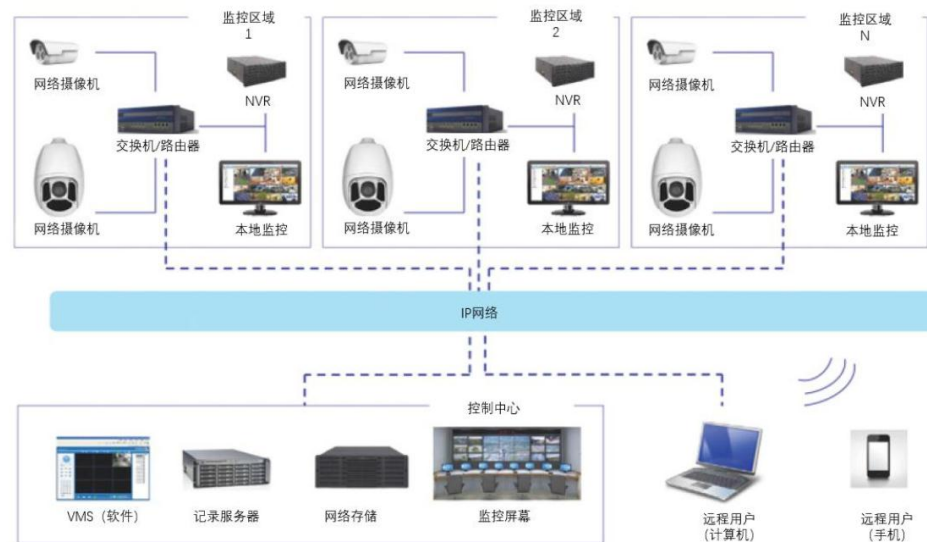 监控区域
1
网络摄像机
NVR
交换机/路由器
网络摄像机
本地监控
监控区域
2
网络摄像机
NVR
交换机/路由器
网络摄像机
本地监控
监控区域
N
网络摄像机
NVR
交换机/路由器
网络摄像机
本地监控
IP网络
控制中心
VMS（软件）
记录服务器
网络存储
监控屏幕
远程用户
(计算机)
远程用户
(手机)